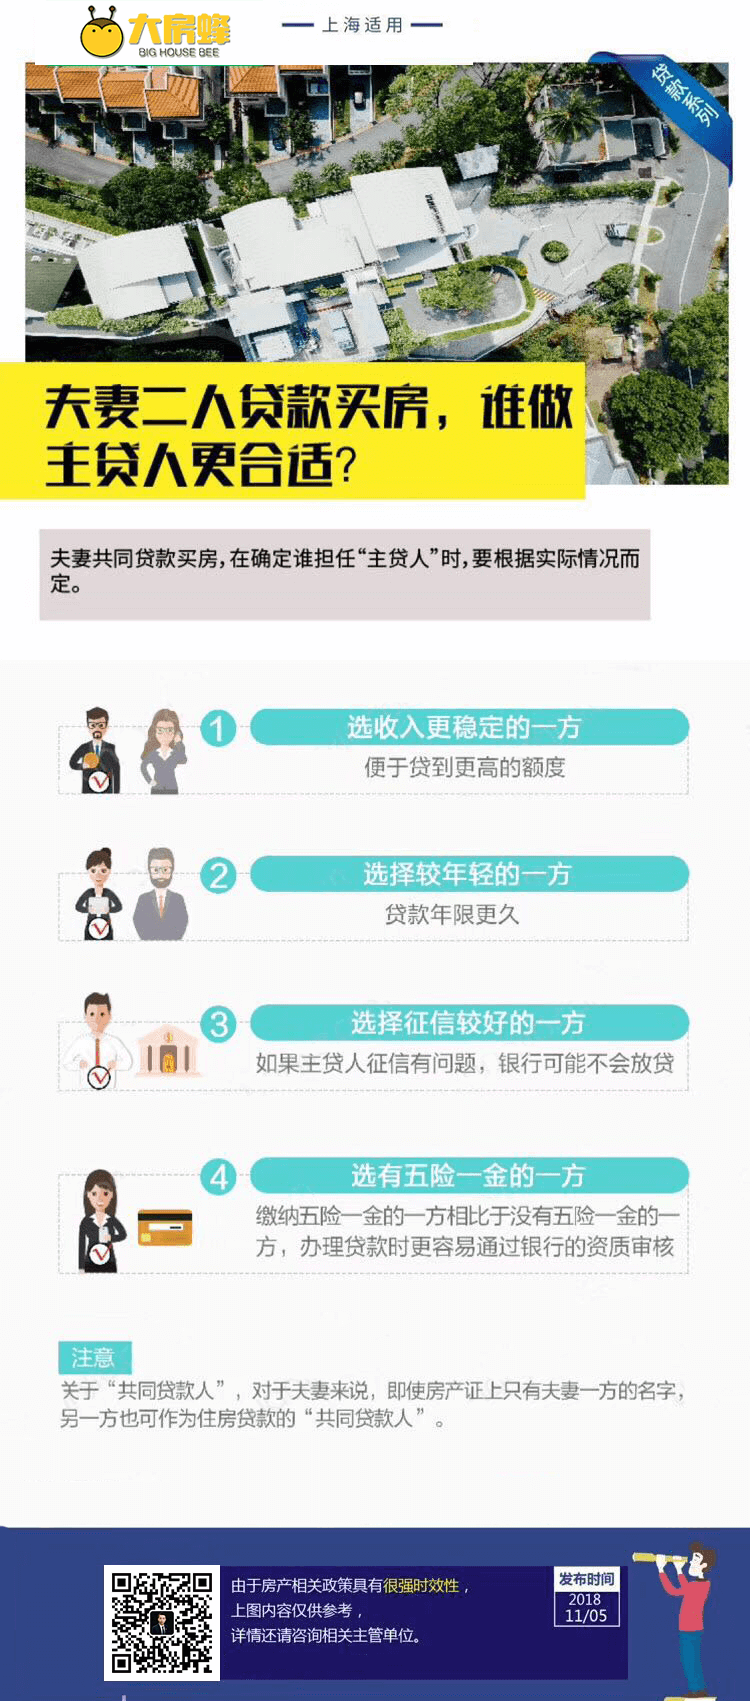 大房蜂
BIG HOUSE BEE
上海适用
贷款系列
夫妻二人贷款买房，谁做
主贷人更合适?
夫妻共同贷款买房,在确定谁担任“主贷人”时,要根据实际情况而
定。
1
选收入更稳定的一方
便于贷到更高的额度
2
选择较年轻的一方
贷款年限更久
3
选择征信较好的一方
如果主贷人征信有问题，银行可能不会放贷
4
选有五险一金的一方
缴纳五险一金的一方相比于没有五险一金的一
方，办理贷款时更容易通过银行的资质审核
注意
关于“共同贷款人”，对于夫妻来说，即使房产证上只有夫妻一方的名字，
另一方也可作为住房贷款的“共同贷款人”。
由于房产相关政策具有很强时效性，
上图内容仅供参考，
详情还请咨询相关主管单位。
发布时间
2018
11/05